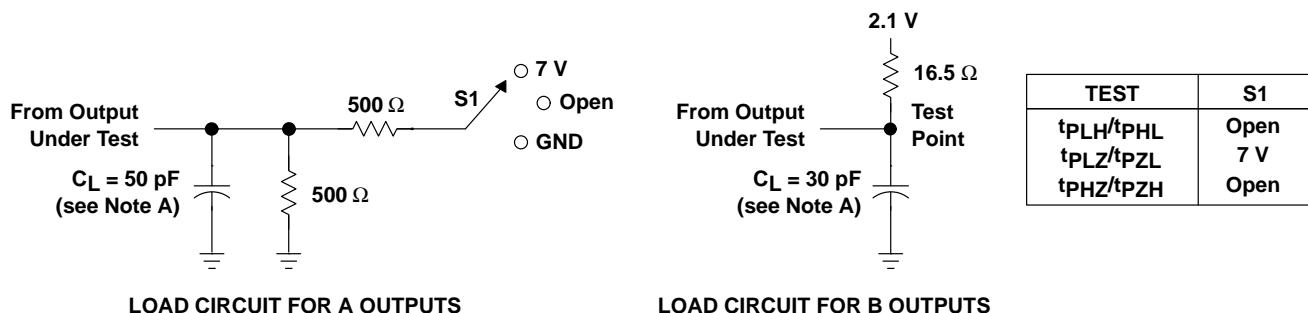 From Output
Under Test
CL = 50 pF
(see Note A)
500 Ω
500 Ω
S1
7 V
Open
GND
LOAD CIRCUIT FOR A OUTPUTS
2.1 V
16.5 Ω
From Output
Under Test
Test
Point
CL = 30 pF
(see Note A)
LOAD CIRCUIT FOR B OUTPUTS
TEST S1
tPLH/tPHL Open
tPLZ/tPZL 7 V
tPHZ/tPZH Open